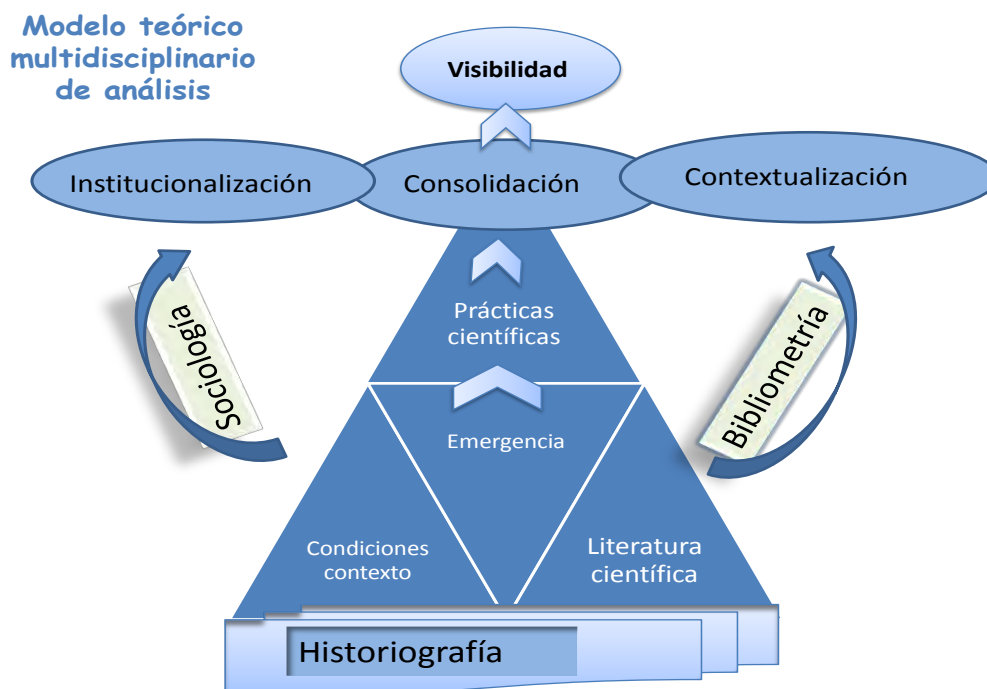 Modelo teórico
multidisciplinario
de análisis
Visibilidad
Institucionalización
Consolidación
Contextualización
Sociología
Bibliometría
Prácticas
científicas
Emergencia
Condiciones
contexto
Literatura
científica
Historiografía